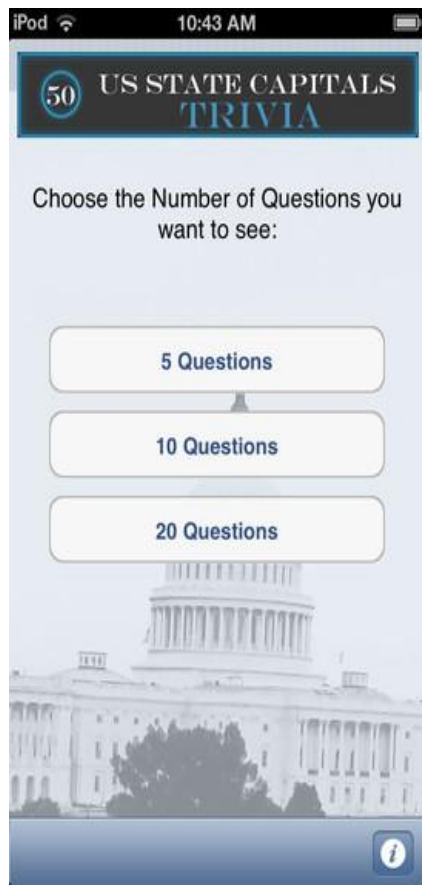 iPod 10:43 AM
50 US STATE CAPITALS
TRIVIA
Choose the Number of Questions you
want to see:
5 Questions
10 Questions
20 Questions
i